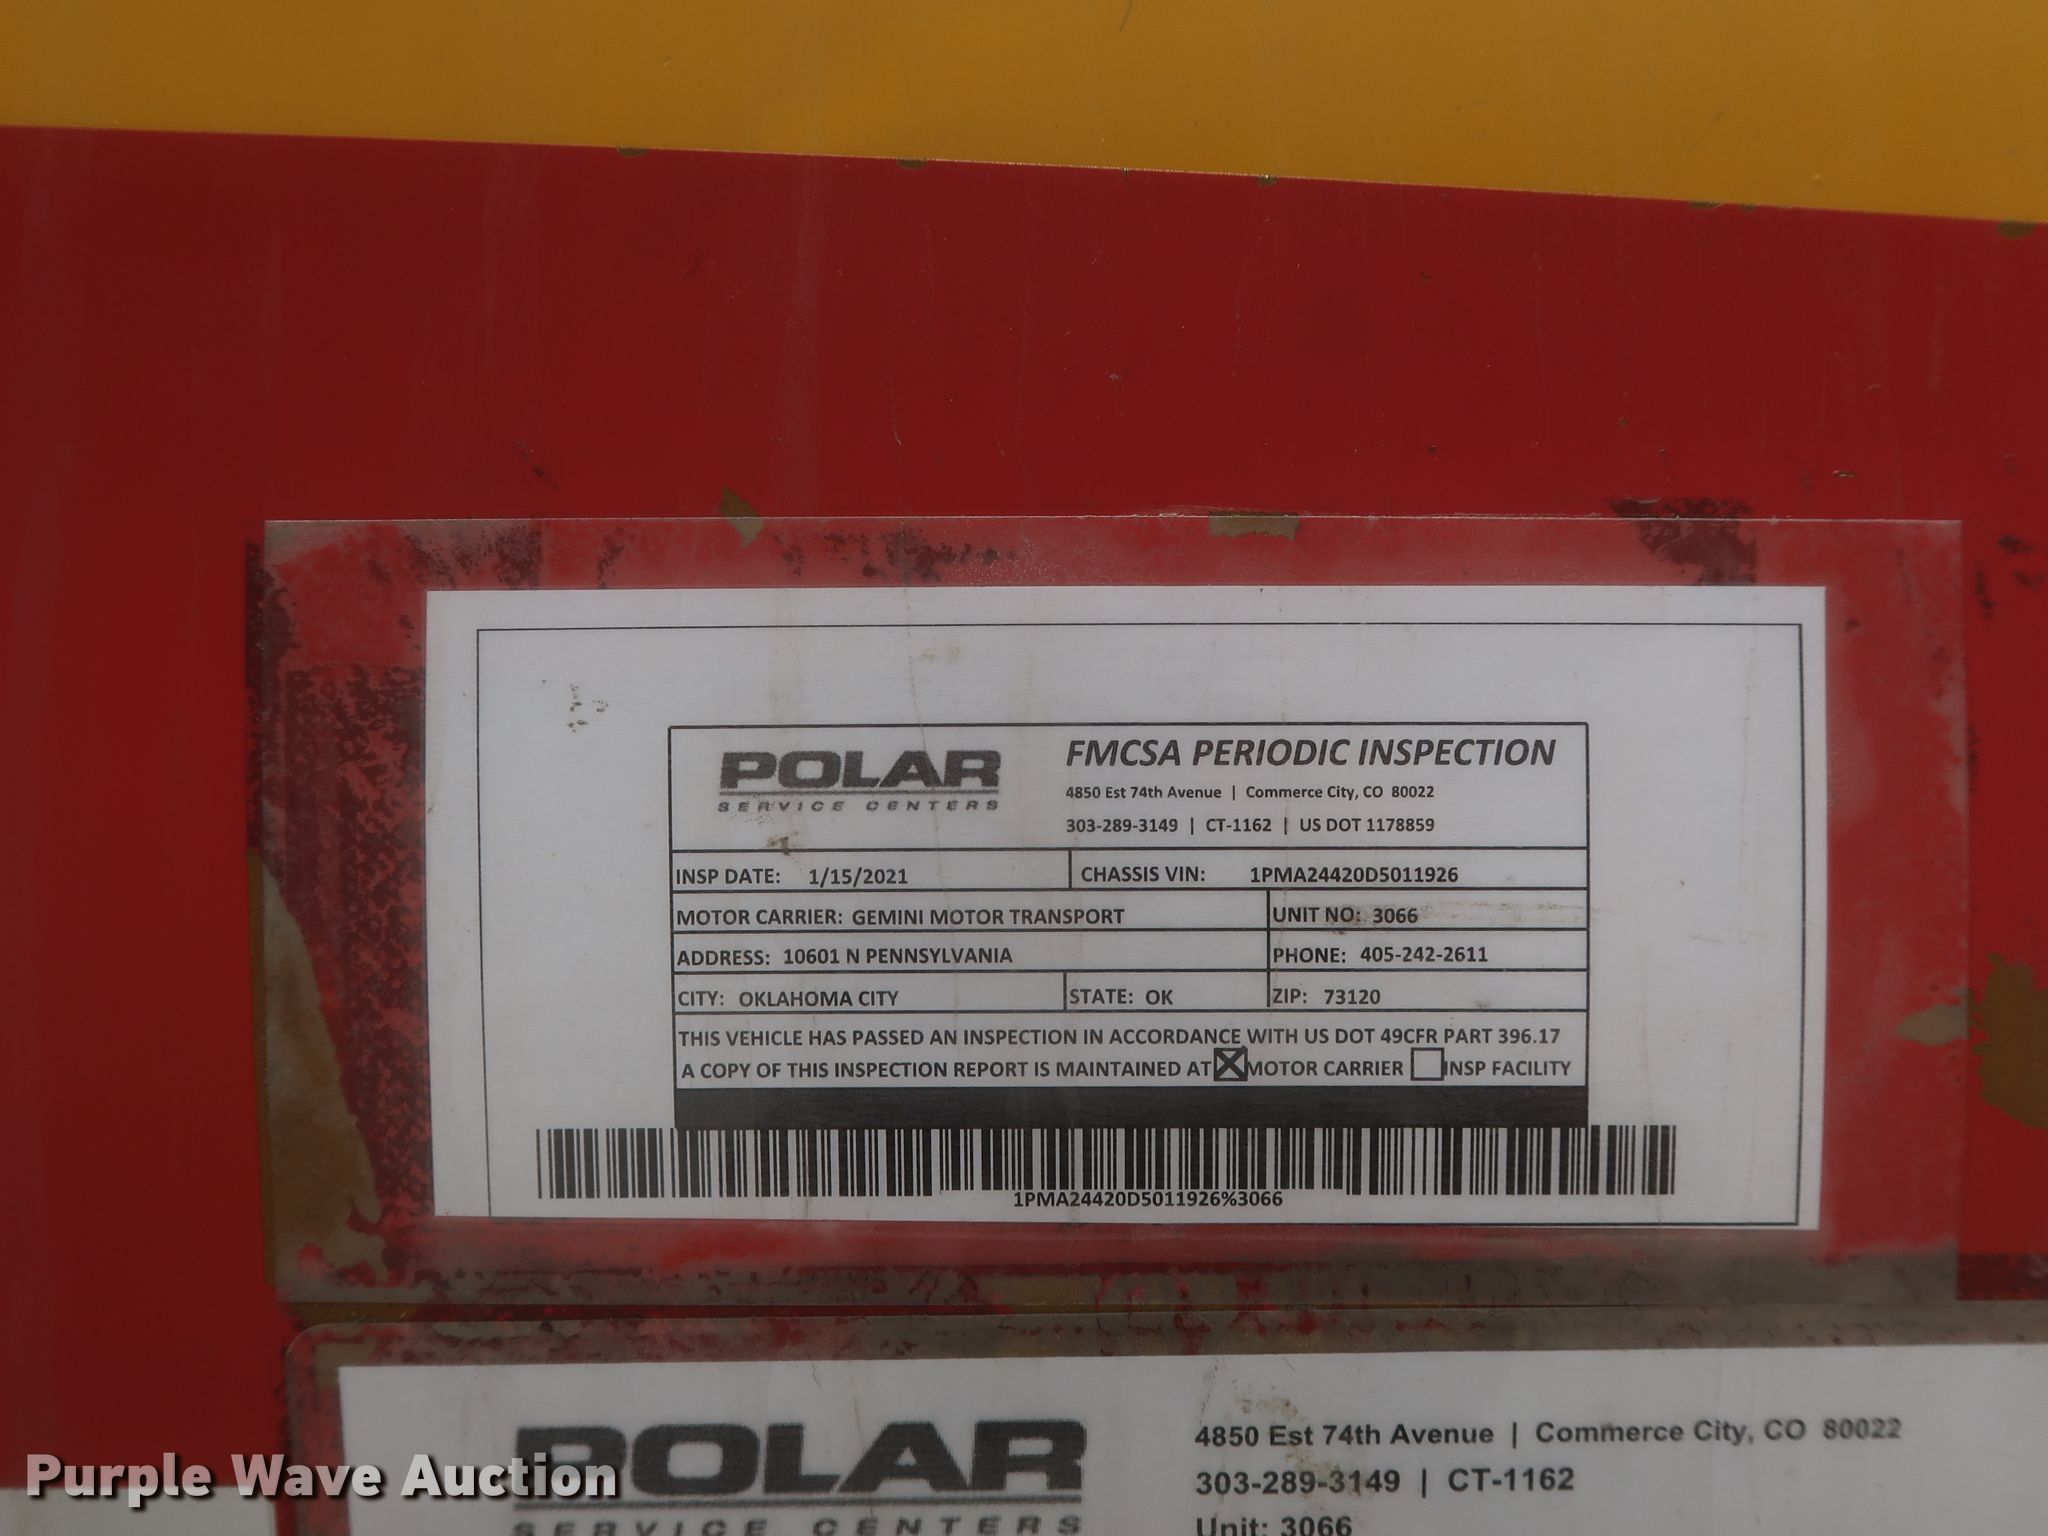 POLAR
SERVICE CENTERS
FMCSA PERIODIC INSPECTION
4850 Est 74th Avenue | Commerce City, CO 80022
303-289-3149 | CT-1162 | US DOT 1178859
INSP DATE: 1/15/2021 CHASSIS VIN: 1PMA24420D5011926
MOTOR CARRIER: GEMINI MOTOR TRANSPORT UNIT NO: 3066
ADDRESS: 10601 N PENNSYLVANIA PHONE: 405-242-2611
CITY: OKLAHOMA CITY STATE: OK ZIP: 73120
THIS VEHICLE HAS PASSED AN INSPECTION IN ACCORDANCE WITH US DOT 49CFR PART 396.17
A COPY OF THIS INSPECTION REPORT IS MAINTAINED AT ☒ MOTOR CARRIER ☐ INSP FACILITY
1PMA24420D5011926%3066
POLAR
SERVICE CENTERS
4850 Est 74th Avenue | Commerce City, CO 80022
303-289-3149 | CT-1162
Unit: 3066
Purple Wave Auction